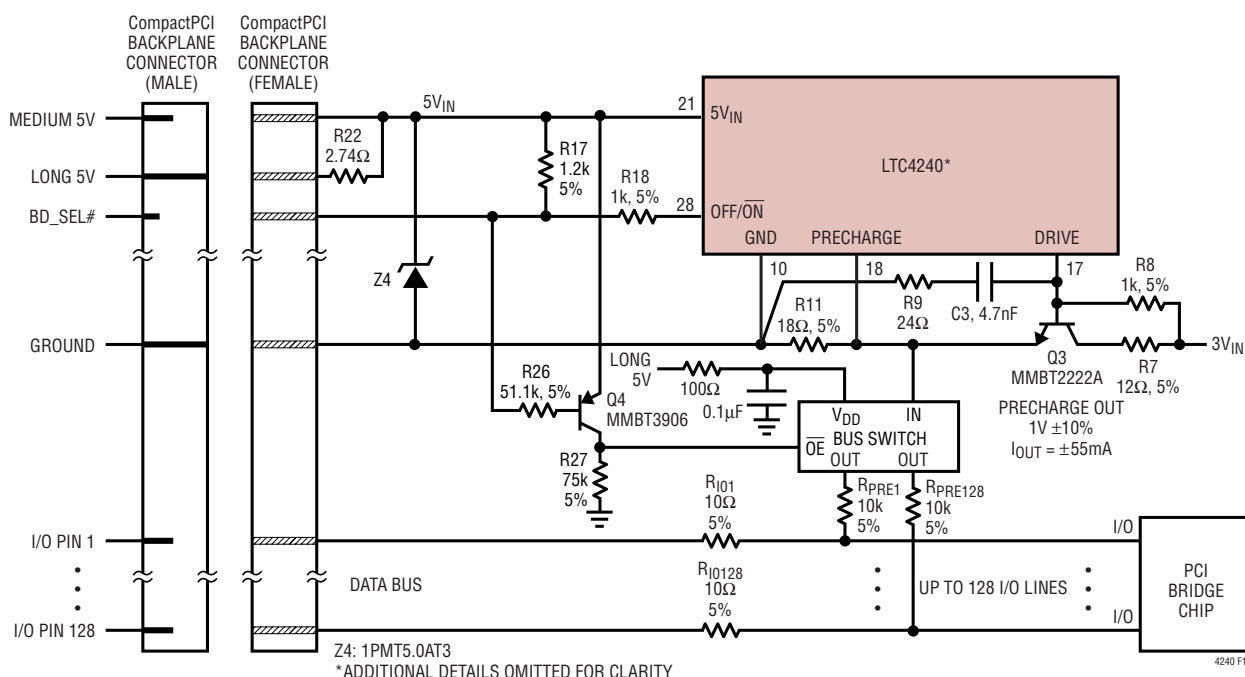 CompactPCI
BACKPLANE
CONNECTOR
(MALE)
CompactPCI
BACKPLANE
CONNECTOR
(FEMALE)
MEDIUM 5V
LONG 5V
BD_SEL#
GROUND
I/O PIN 1
I/O PIN 128
5VIN
R22
2.74Ω
R17
1.2k
5%
R18
1k, 5%
21
5VIN
LTC4240*
28
OFF/ON
GND
PRECHARGE
DRIVE
10
18
17
Z4
R11
18Ω, 5%
R9
24Ω
C3, 4.7nF
R8
1k, 5%
3VIN
Q3
MMBT2222A
R7
12Ω, 5%
PRECHARGE OUT
1V ±10%
IOUT = ±55mA
LONG
5V
100Ω
0.1µF
R26
51.1k, 5%
Q4
MMBT3906
R27
75k
5%
VDD
IN
BUS SWITCH
OE
OUT
OUT
RPRE1
10k
5%
RPRE128
10k
5%
RIO1
10Ω
5%
RIO128
10Ω
5%
DATA BUS
UP TO 128 I/O LINES
I/O
I/O
PCI
BRIDGE
CHIP
Z4: 1PMT5.0AT3
*ADDITIONAL DETAILS OMITTED FOR CLARITY
4240 F1